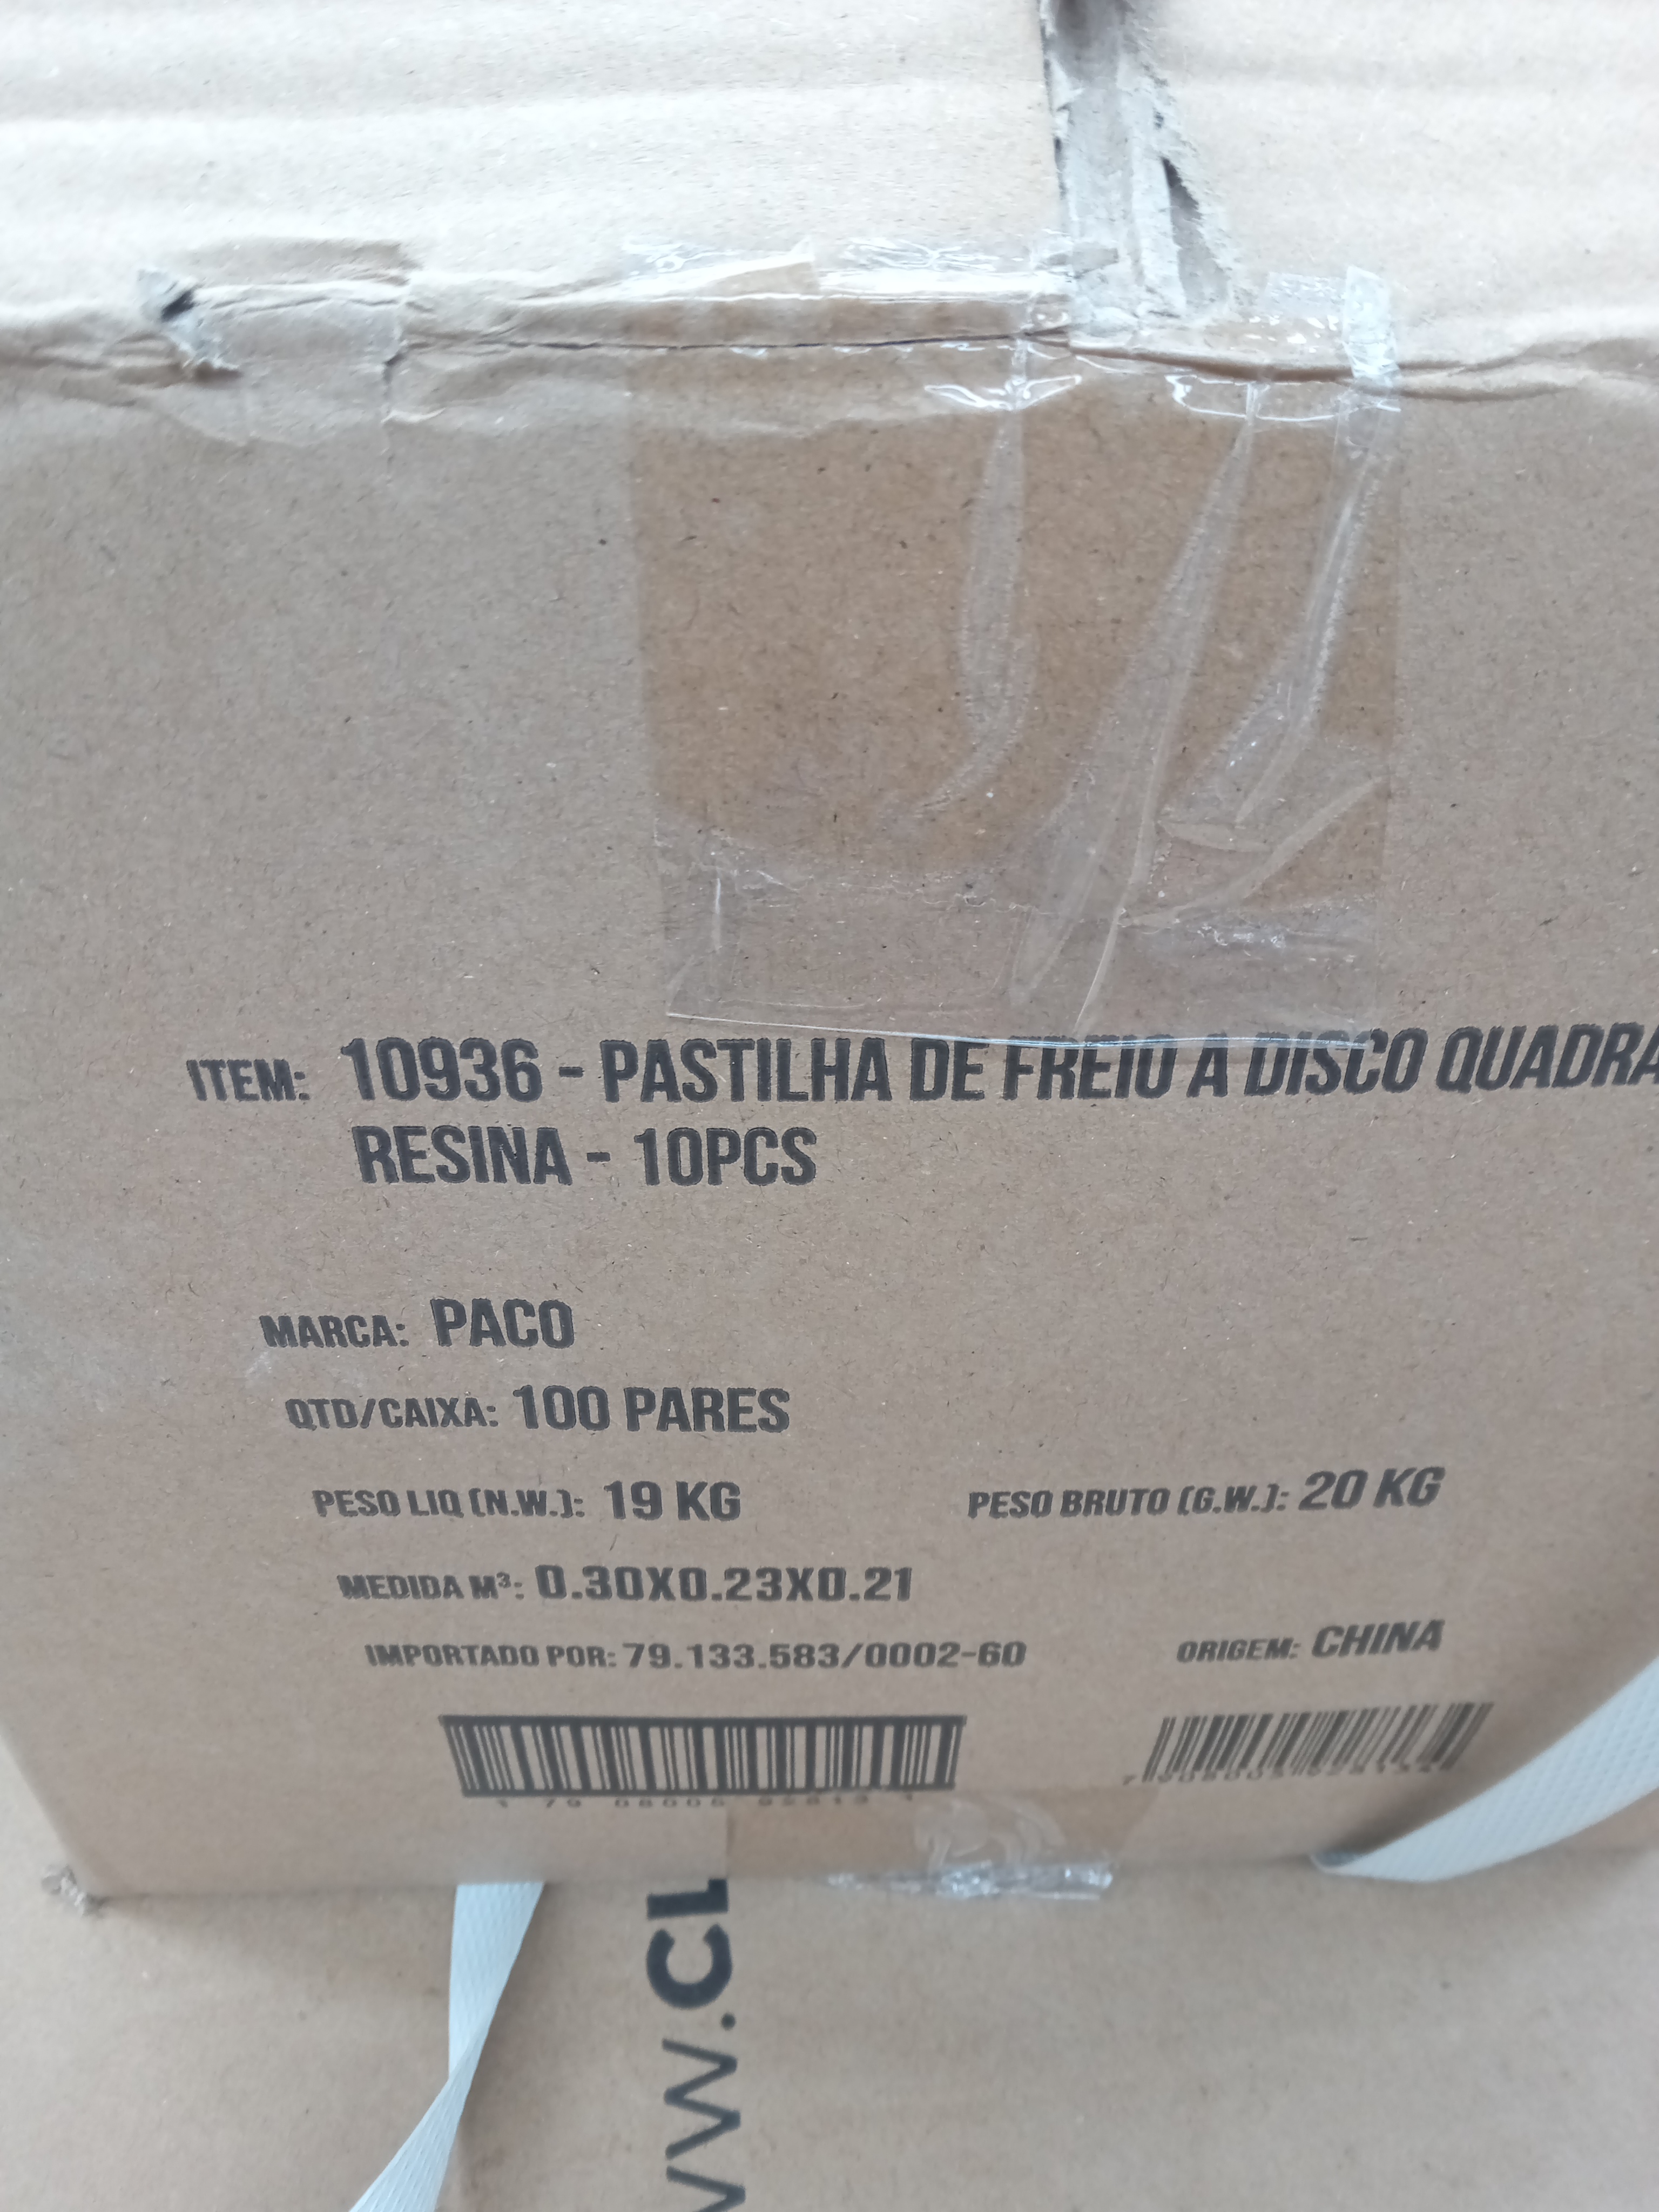 ITEM: 10936 - PASTILHA DE FREIO A DISCO QUADRA
RESINA - 10PCS
MARCA: PACO
QTD/CAIXA: 100 PARES
PESO LIQ (N.W.): 19 KG PESO BRUTO (G.W.): 20 KG
MEDIDA M³: 0.30X0.23X0.21
IMPORTADO POR: 79.133.583/0002-60 ORIGEM: CHINA